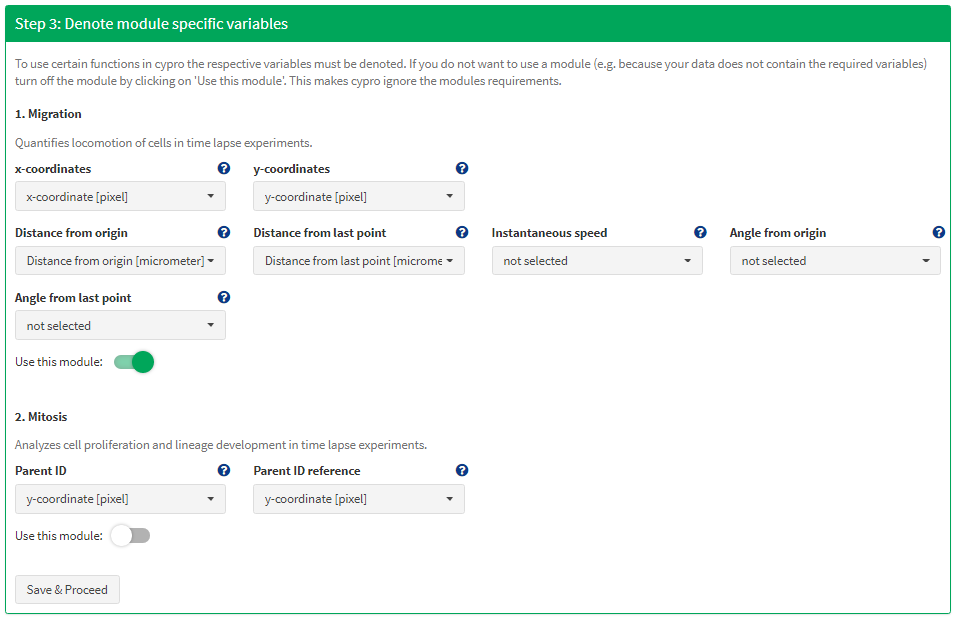 Step 3: Denote module specific variables
To use certain functions in cypro the respective variables must be denoted. If you do not want to use a module (e.g. because your data does not contain the required variables)
turn off the module by clicking on 'Use this module'. This makes cypro ignore the modules requirements.
1. Migration
Quantifies locomotion of cells in time lapse experiments.
x-coordinates ? y-coordinates ?
x-coordinate [pixel] y-coordinate [pixel]
Distance from origin ? Distance from last point ? Instantaneous speed ? Angle from origin ?
Distance from origin [micrometer] Distance from last point [microme not selected not selected
Angle from last point ?
not selected
Use this module:
2. Mitosis
Analyzes cell proliferation and lineage development in time lapse experiments.
Parent ID ? Parent ID reference ?
y-coordinate [pixel] y-coordinate [pixel]
Use this module:
Save & Proceed